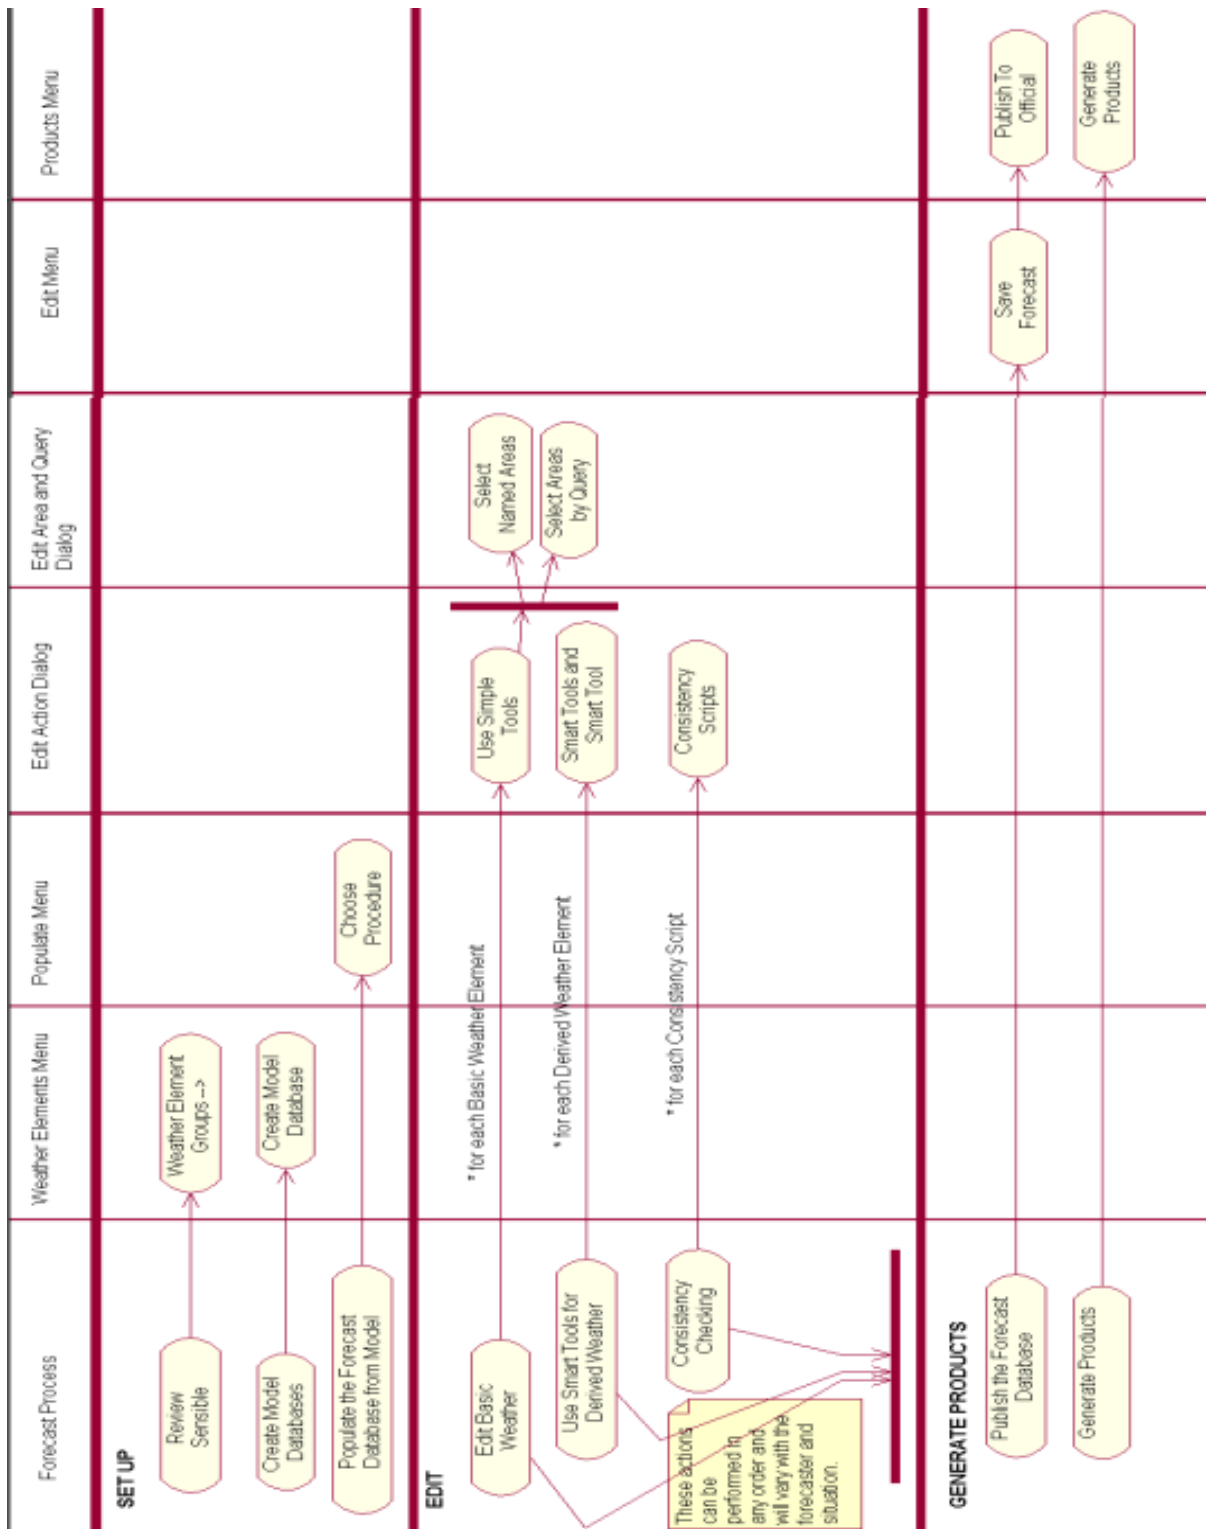 Forecast Process
Weather Elements Menu
Populate Menu
Edit Action Dialog
Edit Area and Query
Dialog
Edit Menu
Products Menu
SET UP
Review
Sensible
Weather Element
Groups -->
Create Model
Databases
Create Model
Database
Populate the Forecast
Database from Model
Choose
Procedure
EDIT
Edit Basic
Weather
* for each Basic Weather Element
Use Simple
Tools
Select
Named Areas
Select Areas
by Query
Use Smart Tools for
Derived Weather
* for each Derived Weather Element
Smart Tools and
Smart Tool
Consistency
Checking
* for each Consistency Script
Consistency
Scripts
These actions
can be
performed in
any order and
will vary with the
forecaster and
situation.
GENERATE PRODUCTS
Publish the Forecast
Database
Save
Forecast
Publish To
Official
Generate Products
Generate
Products